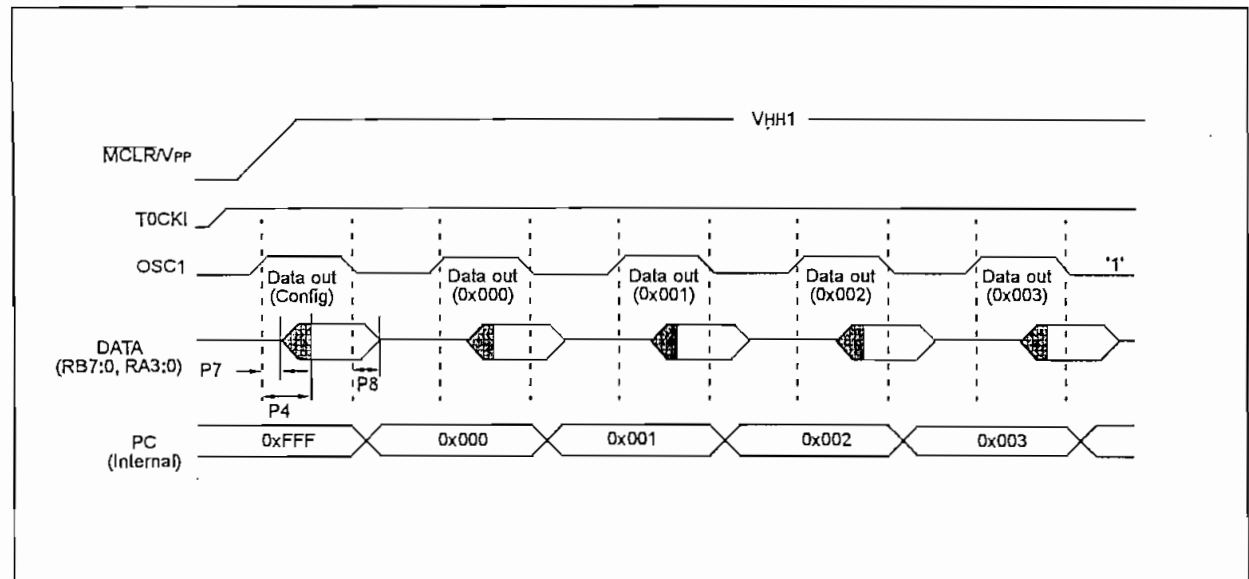 VHH1
MCLR/VPP
T0CKI
OSC1
Data out
(Config)
Data out
(0x000)
Data out
(0x001)
Data out
(0x002)
Data out
(0x003)
'1'
DATA
(RB7:0, RA3:0)
P7
P8
P4
PC
(Internal)
0xFFF
0x000
0x001
0x002
0x003